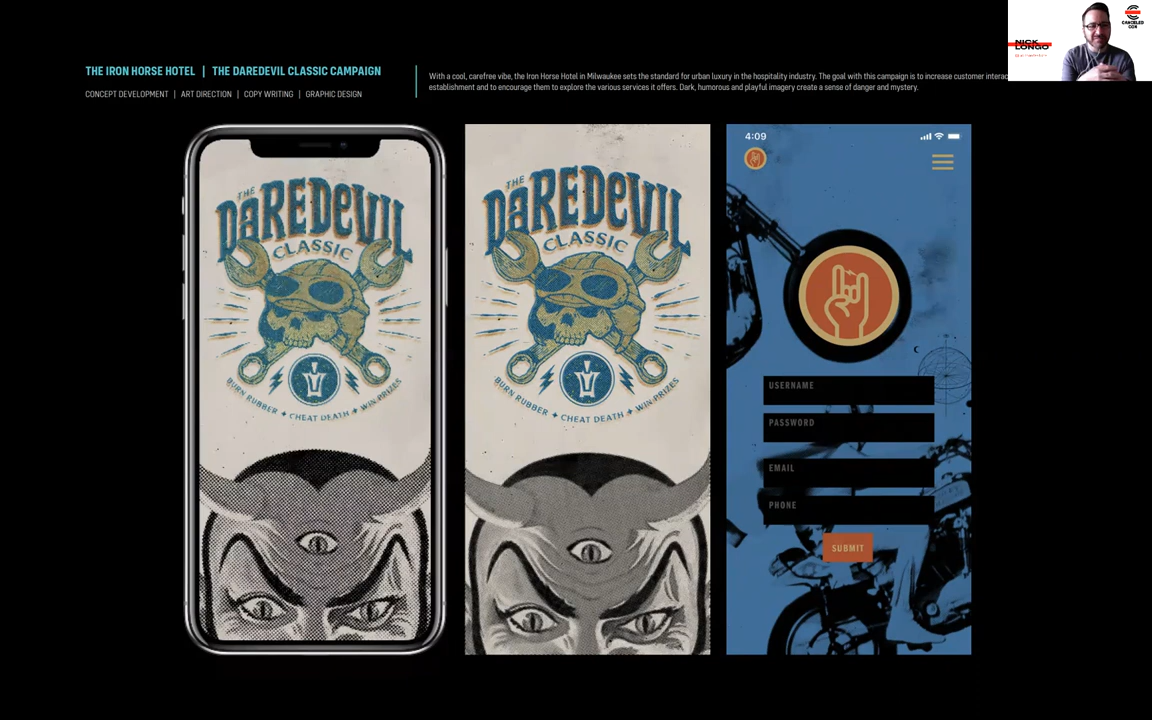 THE IRON HORSE HOTEL | THE DAREDEVIL CLASSIC CAMPAIGN
CONCEPT DEVELOPMENT | ART DIRECTION | COPY WRITING | GRAPHIC DESIGN
With a cool, carefree vibe, the Iron Horse Hotel in Milwaukee sets the standard for urban luxury in the hospitality industry. The goal with this campaign is to increase customer interac
establishment and to encourage them to explore the various services it offers. Dark, humorous and playful imagery create a sense of danger and mystery.
NICK
LONGO
CANCELED
CON
THE
DAREDEVIL
CLASSIC
BURN RUBBER ✦ CHEAT DEATH ✦ WIN PRIZES
THE
DAREDEVIL
CLASSIC
BURN RUBBER ✦ CHEAT DEATH ✦ WIN PRIZES
4:09
USERNAME
PASSWORD
EMAIL
PHONE
SUBMIT